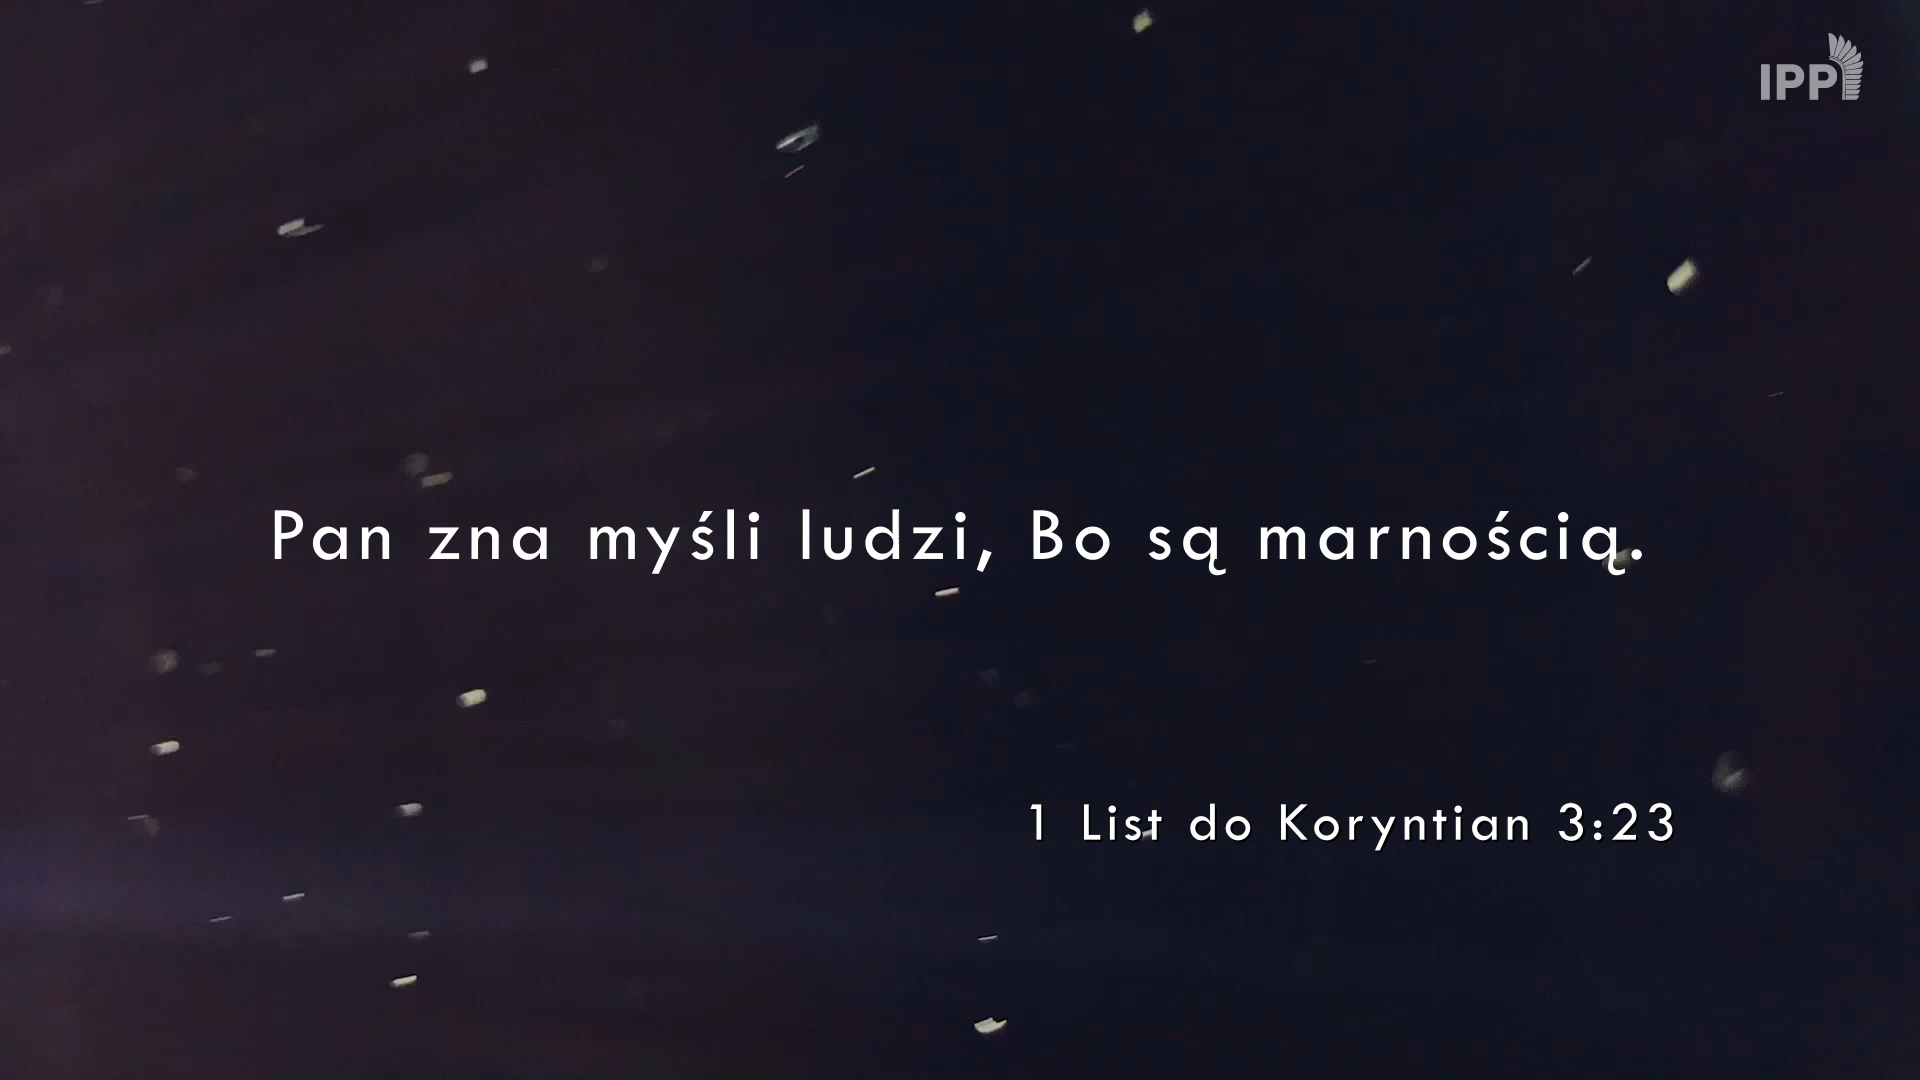 IPP
Pan zna myśli ludzi, Bo są marnością.
1 List do Koryntian 3:23